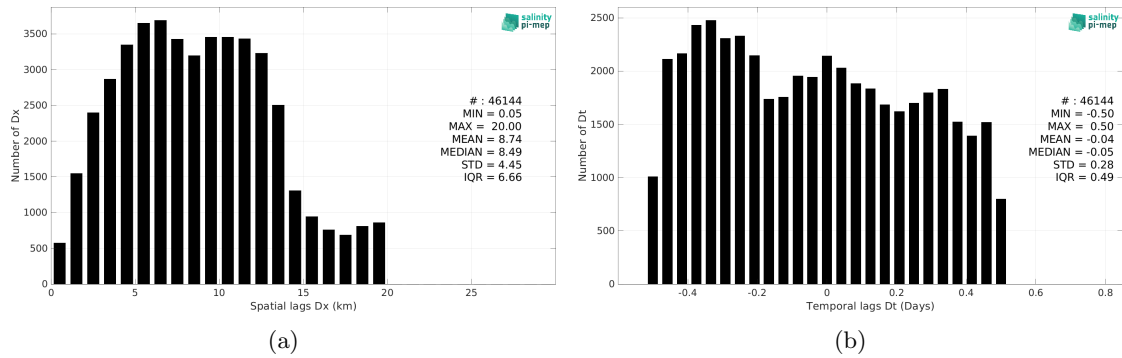 salinity
pi-mep
3500
3000
2500
2000
1500
1000
500
0
Number of Dx
# : 46144
MIN = 0.05
MAX = 20.00
MEAN = 8.74
MEDIAN = 8.49
STD = 4.45
IQR = 6.66
0 5 10 15 20 25
Spatial lags Dx (km)
(a)
salinity
pi-mep
2500
2000
1500
1000
500
0
Number of Dt
# : 46144
MIN = -0.50
MAX = 0.50
MEAN = -0.04
MEDIAN = -0.05
STD = 0.28
IQR = 0.49
-0.4 -0.2 0 0.2 0.4 0.6 0.8
Temporal lags Dt (Days)
(b)